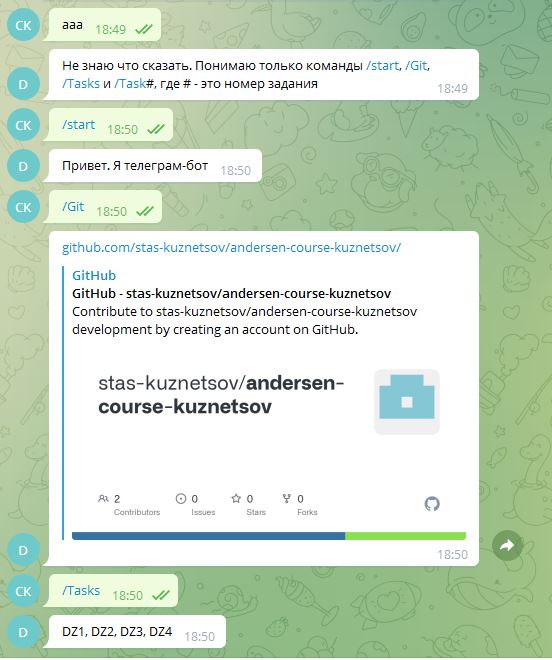 СК
ааа 18:49
Не знаю что сказать. Понимаю только команды /start, /Git,
/Tasks и /Task#, где # - это номер задания
18:49
D
СК
/start 18:50
D
Привет. Я телеграм-бот 18:50
СК
/Git 18:50
github.com/stas-kuznetsov/andersen-course-kuznetsov/
GitHub
GitHub - stas-kuznetsov/andersen-course-kuznetsov
Contribute to stas-kuznetsov/andersen-course-kuznetsov
development by creating an account on GitHub.
stas-kuznetsov/andersen-
course-kuznetsov
2 0 0 0
Contributors Issues Stars Forks
D
18:50
СК
/Tasks 18:50
D
DZ1, DZ2, DZ3, DZ4 18:50